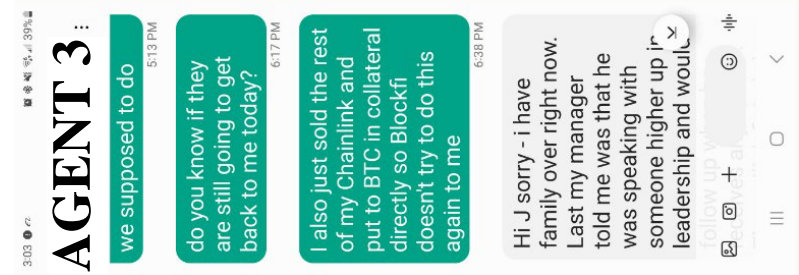 3:03
39%
AGENT 3
we supposed to do
5:13 PM
do you know if they
are still going to get
back to me today?
6:17 PM
I also just sold the rest
of my Chainlink and
put to BTC in collateral
directly so Blockfi
doesn't try to do this
again to me
6:38 PM
Hi J sorry - i have
family over right now.
Last my manager
told me was that he
was speaking with
someone higher up in
leadership and would
follow up